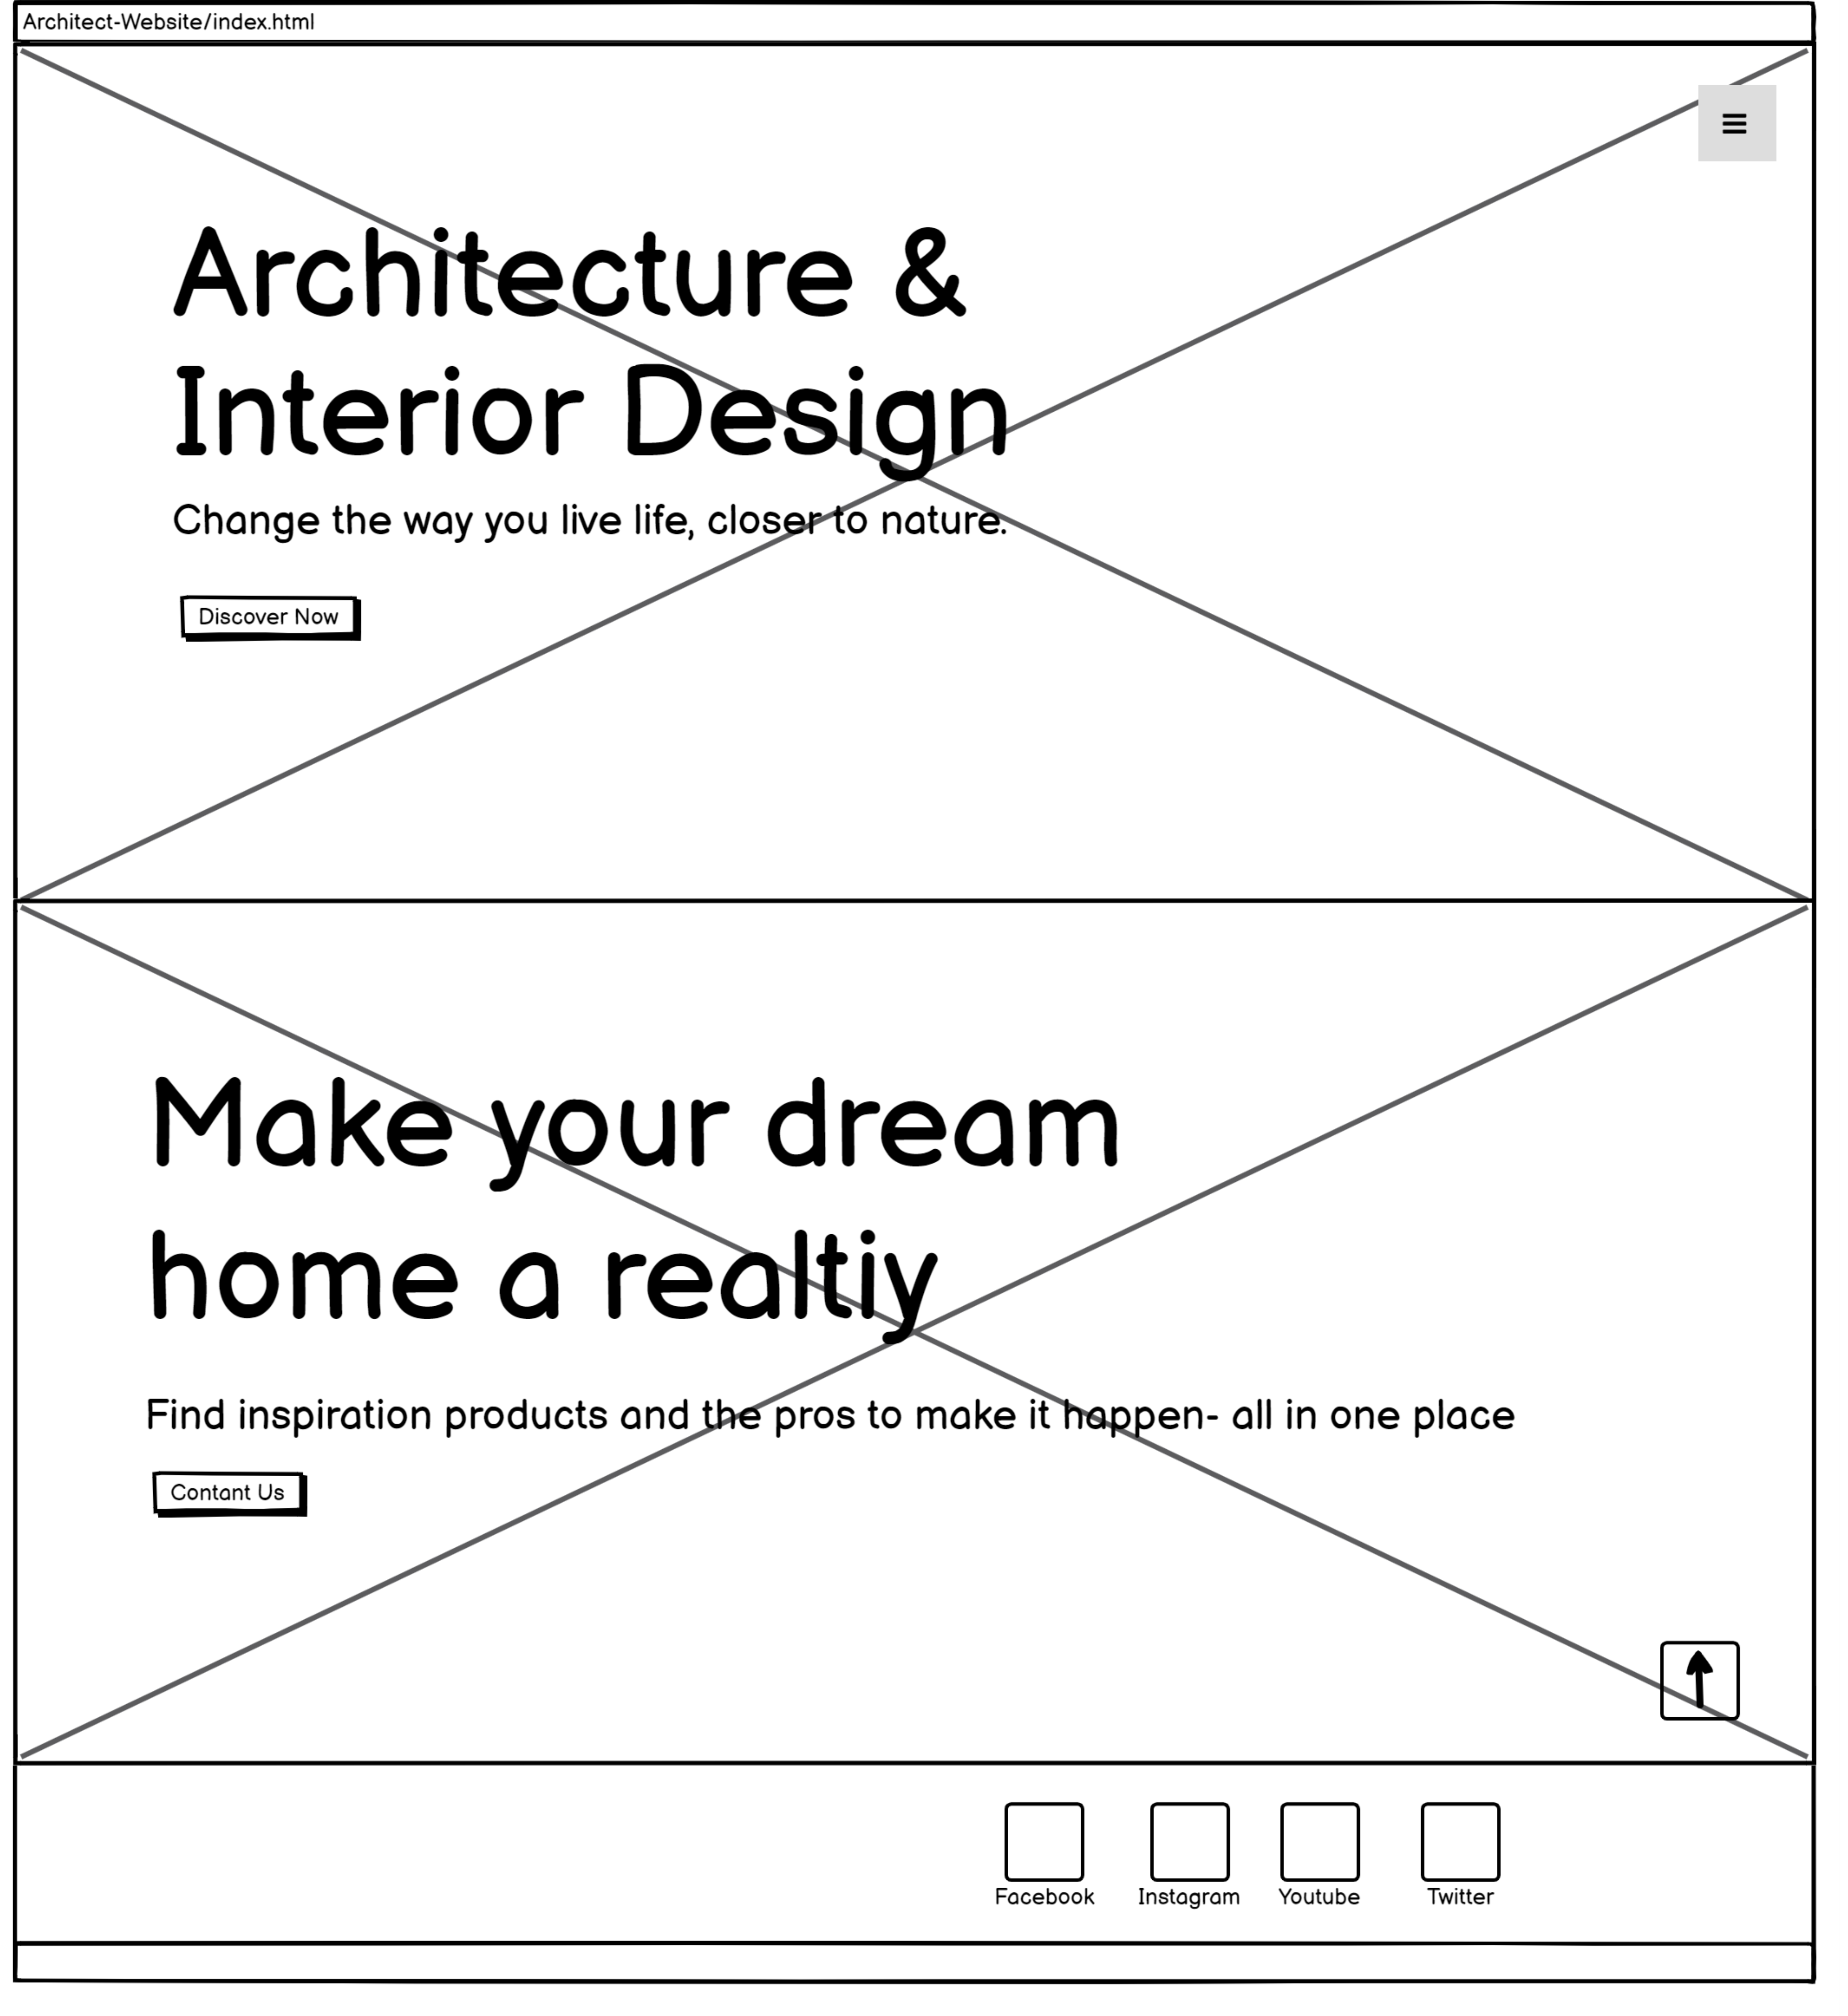 Architect-Website/index.html
Architecture &
Interior Design
Change the way you live life, closer to nature.
Discover Now
Make your dream
home a realtiy
Find inspiration products and the pros to make it happen- all in one place
Contant Us
Facebook
Instagram
Youtube
Twitter